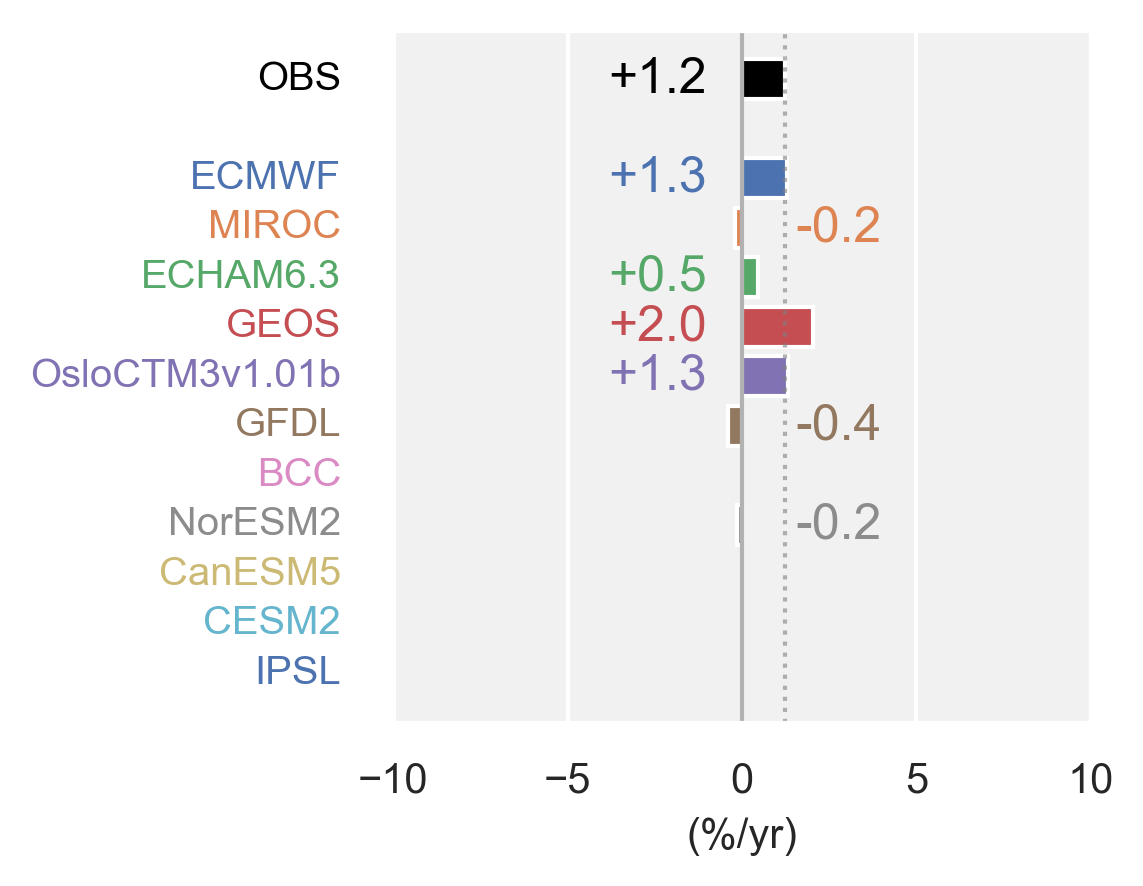 OBS +1.2
ECMWF +1.3
MIROC -0.2
ECHAM6.3 +0.5
GEOS +2.0
OsloCTM3v1.01b +1.3
GFDL -0.4
BCC
NorESM2 -0.2
CanESM5
CESM2
IPSL
−10 −5 0 5 10
(%/yr)